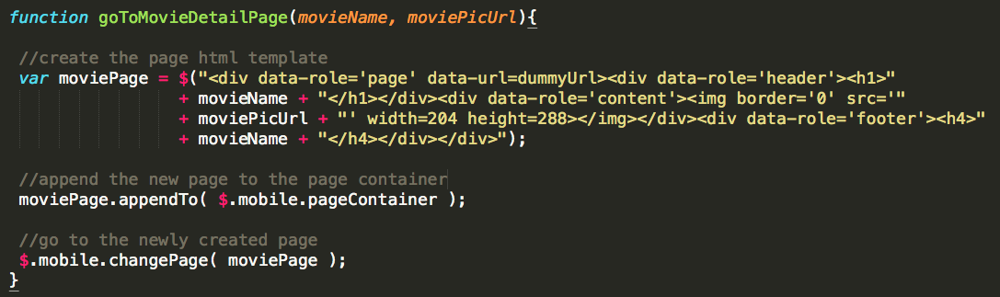 function goToMovieDetailPage(movieName, moviePicUrl){
//create the page html template
var moviePage = $("<div data-role='page' data-url=dummyUrl><div data-role='header'><h1>"
+ movieName + "</h1></div><div data-role='content'><img border='0' src='"
+ moviePicUrl + "' width=204 height=288></img></div><div data-role='footer'><h4>"
+ movieName + "</h4></div></div>");
//append the new page to the page container
moviePage.appendTo( $.mobile.pageContainer );
//go to the newly created page
$.mobile.changePage( moviePage );
}